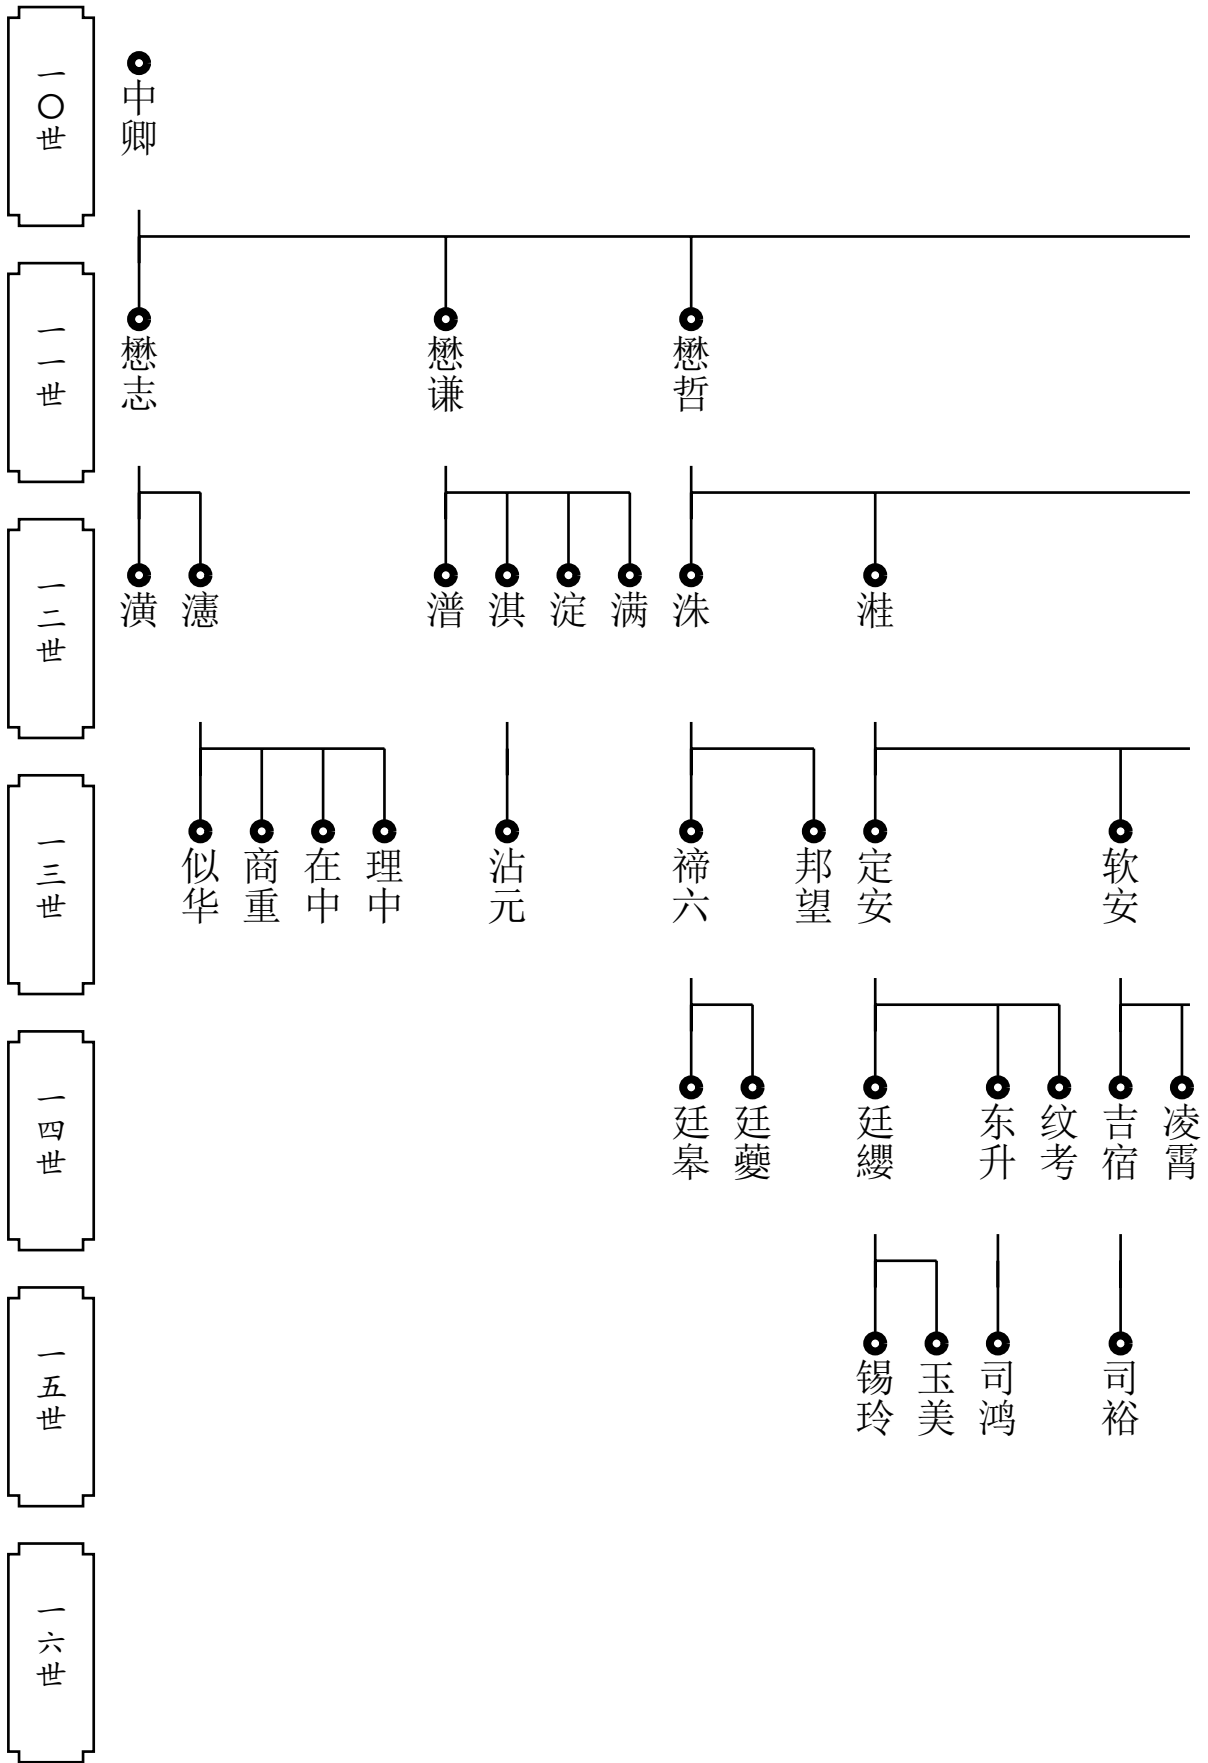 一〇世
中卿
一一世
懋志
懋谦
懋哲
一二世
潢
瀗
潽
淇
淀
满
洙
溎
一三世
似华
商重
在中
理中
沾元
禘六
邦望
定安
软安
一四世
廷皋
廷夔
廷纓
东升
纹考
吉宿
凌霄
一五世
锡玲
玉美
司鸿
司裕
一六世